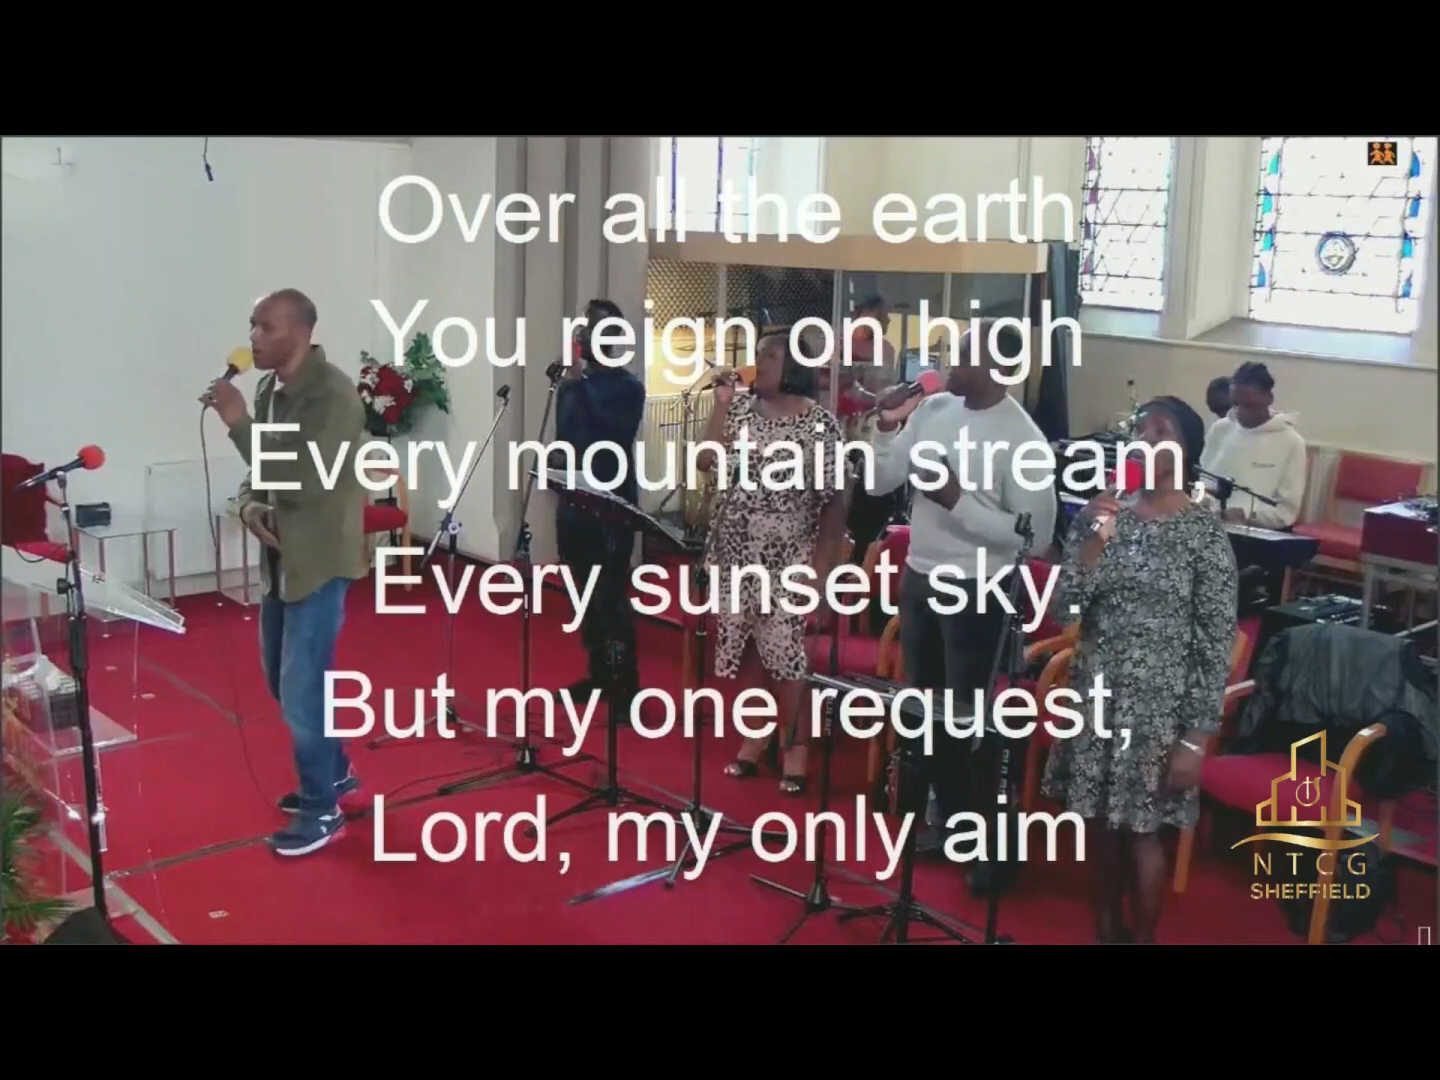 Over all the earth
You reign on high
Every mountain stream,
Every sunset sky.
But my one request,
Lord, my only aim
NTCG
SHEFFIELD